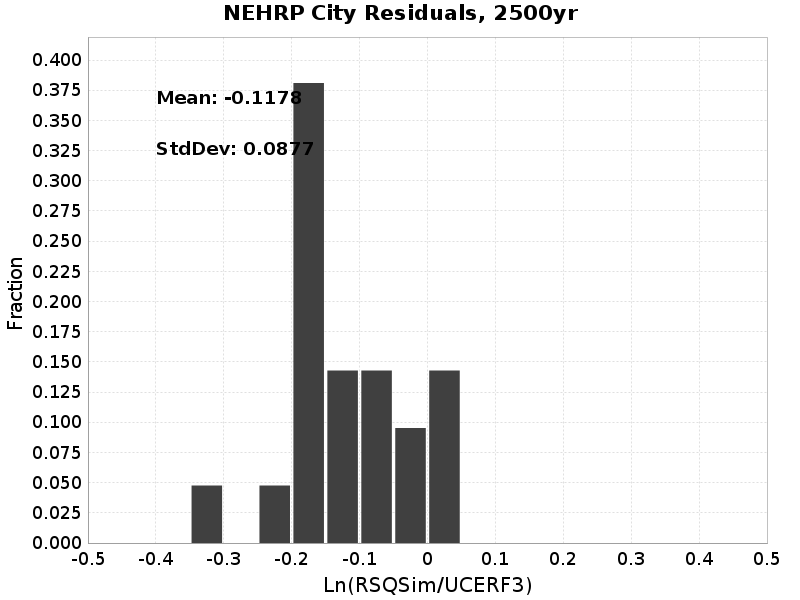 NEHRP City Residuals, 2500yr
0.400
0.375
0.350
0.325
0.300
0.275
0.250
0.225
0.200
0.175
0.150
0.125
0.100
0.075
0.050
0.025
0.000
Fraction
Mean: -0.1178
StdDev: 0.0877
-0.5 -0.4 -0.3 -0.2 -0.1 0 0.1 0.2 0.3 0.4 0.5
Ln(RSQSim/UCERF3)